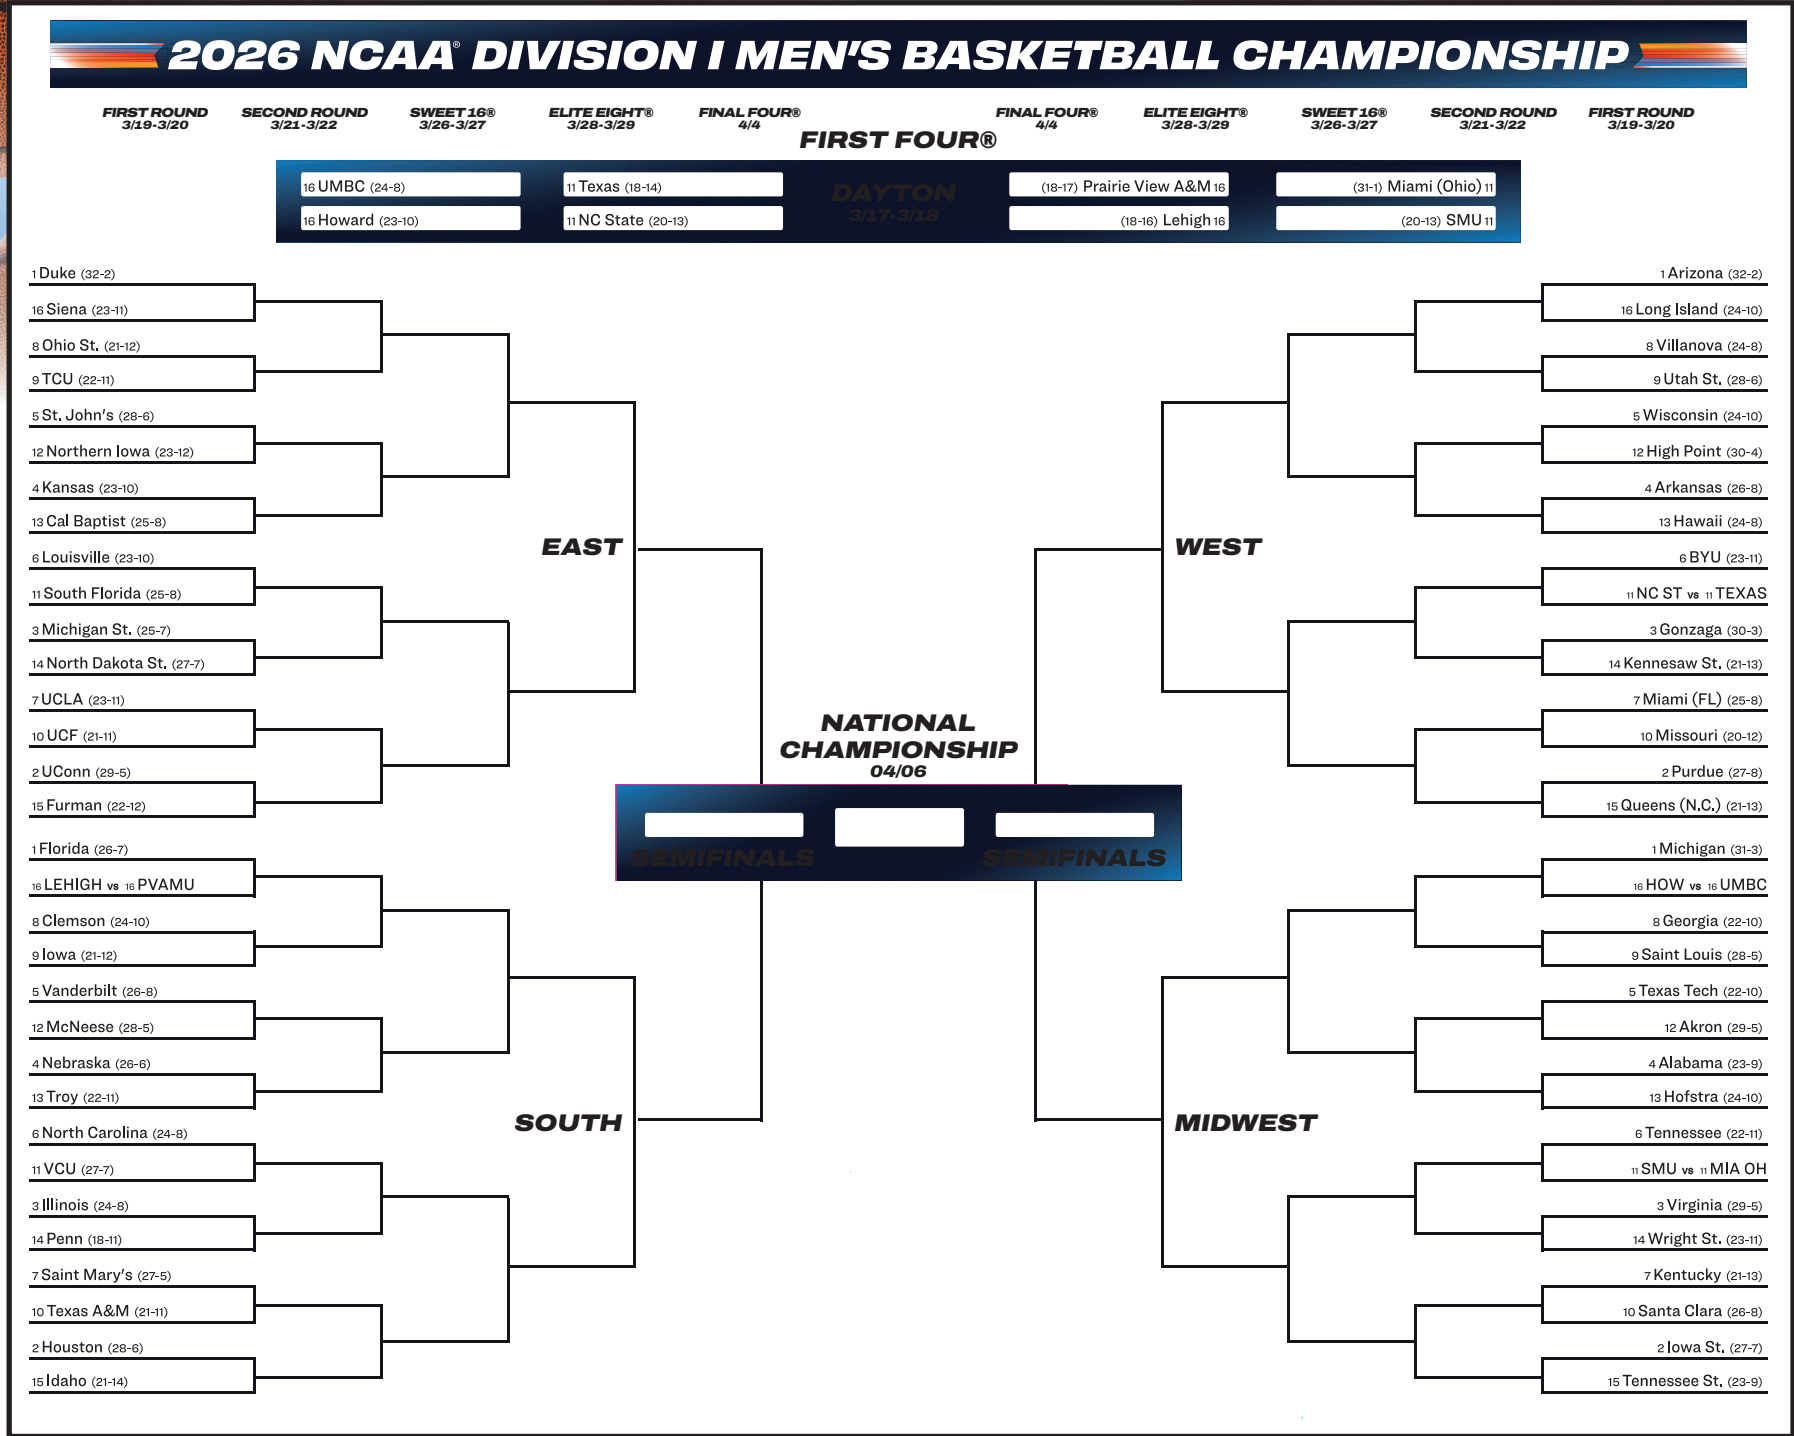 2026 NCAA® DIVISION I MEN'S BASKETBALL CHAMPIONSHIP
FIRST ROUND
3/19-3/20
SECOND ROUND
3/21-3/22
SWEET 16®
3/26-3/27
ELITE EIGHT®
3/28-3/29
FINAL FOUR®
4/4
FINAL FOUR®
4/4
ELITE EIGHT®
3/28-3/29
SWEET 16®
3/26-3/27
SECOND ROUND
3/21-3/22
FIRST ROUND
3/19-3/20
FIRST FOUR®
16 UMBC (24-8)
16 Howard (23-10)
11 Texas (18-14)
11 NC State (20-13)
DAYTON
3/17-3/18
(18-17) Prairie View A&M 16
(18-16) Lehigh 16
(31-1) Miami (Ohio) 11
(20-13) SMU 11
1 Duke (32-2)
16 Siena (23-11)
8 Ohio St. (21-12)
9 TCU (22-11)
5 St. John's (28-6)
12 Northern Iowa (23-12)
4 Kansas (23-10)
13 Cal Baptist (25-8)
EAST
6 Louisville (23-10)
11 South Florida (25-8)
3 Michigan St. (25-7)
14 North Dakota St. (27-7)
7 UCLA (23-11)
10 UCF (21-11)
2 UConn (29-5)
15 Furman (22-12)
1 Florida (26-7)
16 LEHIGH vs 16 PVAMU
8 Clemson (24-10)
9 Iowa (21-12)
5 Vanderbilt (26-8)
12 McNeese (28-5)
4 Nebraska (26-6)
13 Troy (22-11)
SOUTH
6 North Carolina (24-8)
11 VCU (27-7)
3 Illinois (24-8)
14 Penn (18-11)
7 Saint Mary's (27-5)
10 Texas A&M (21-11)
2 Houston (28-6)
15 Idaho (21-14)
NATIONAL
CHAMPIONSHIP
04/06
SEMIFINALS
SEMIFINALS
1 Arizona (32-2)
16 Long Island (24-10)
8 Villanova (24-8)
9 Utah St. (28-6)
5 Wisconsin (24-10)
12 High Point (30-4)
4 Arkansas (26-8)
13 Hawaii (24-8)
WEST
6 BYU (23-11)
11 NC ST vs 11 TEXAS
3 Gonzaga (30-3)
14 Kennesaw St. (21-13)
7 Miami (FL) (25-8)
10 Missouri (20-12)
2 Purdue (27-8)
15 Queens (N.C.) (21-13)
1 Michigan (31-3)
16 HOW vs 16 UMBC
8 Georgia (22-10)
9 Saint Louis (28-5)
5 Texas Tech (22-10)
12 Akron (29-5)
4 Alabama (23-9)
13 Hofstra (24-10)
MIDWEST
6 Tennessee (22-11)
11 SMU vs 11 MIA OH
3 Virginia (29-5)
14 Wright St. (23-11)
7 Kentucky (21-13)
10 Santa Clara (26-8)
2 Iowa St. (27-7)
15 Tennessee St. (23-9)